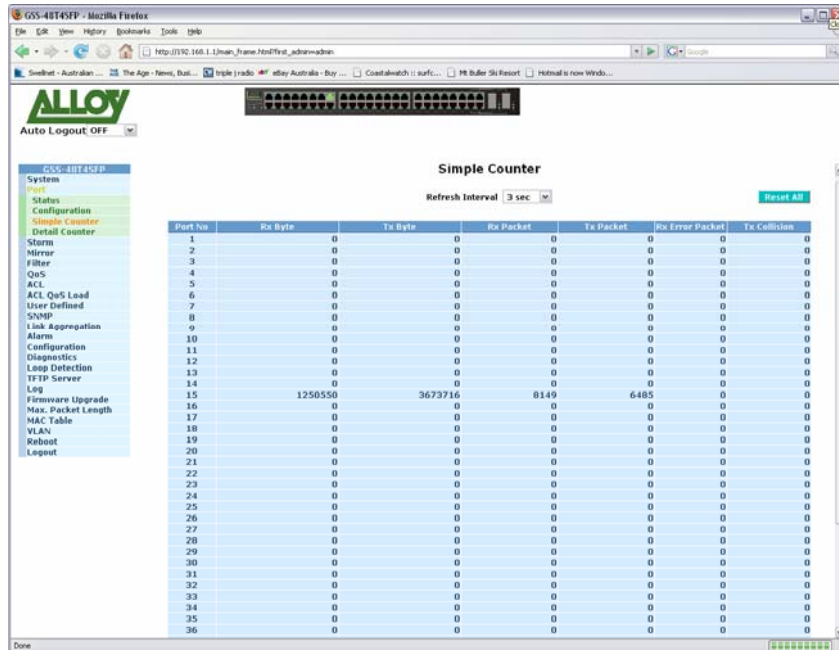 GSS-48T4SFP - Mozilla Firefox
File Edit View History Bookmarks Tools Help
http://192.168.1.1/main_frame.html?first_admin=admin
Google
Swellnet - Australian ... The Age - News, Busi... triple j radio eBay Australia - Buy ... Coastalwatch :: surfc... Mt Buller Ski Resort Hotmail is now Windo...
ALLOY
Auto Logout OFF
GSS-48T4SFP
System
Port
Status
Configuration
Simple Counter
Detail Counter
Storm
Mirror
Filter
QoS
ACL
ACL QoS Load
User Defined
SNMP
Link Aggregation
Alarm
Configuration
Diagnostics
Loop Detection
TFTP Server
Log
Firmware Upgrade
Max. Packet Length
MAC Table
VLAN
Reboot
Logout
Simple Counter
Refresh Interval 3 sec
Reset All
Port No Rx Byte Tx Byte Rx Packet Tx Packet Rx Error Packet Tx Collision
1 0 0 0 0 0 0
2 0 0 0 0 0 0
3 0 0 0 0 0 0
4 0 0 0 0 0 0
5 0 0 0 0 0 0
6 0 0 0 0 0 0
7 0 0 0 0 0 0
8 0 0 0 0 0 0
9 0 0 0 0 0 0
10 0 0 0 0 0 0
11 0 0 0 0 0 0
12 0 0 0 0 0 0
13 0 0 0 0 0 0
14 0 0 0 0 0 0
15 1250550 3673716 8149 6485 0 0
16 0 0 0 0 0 0
17 0 0 0 0 0 0
18 0 0 0 0 0 0
19 0 0 0 0 0 0
20 0 0 0 0 0 0
21 0 0 0 0 0 0
22 0 0 0 0 0 0
23 0 0 0 0 0 0
24 0 0 0 0 0 0
25 0 0 0 0 0 0
26 0 0 0 0 0 0
27 0 0 0 0 0 0
28 0 0 0 0 0 0
29 0 0 0 0 0 0
30 0 0 0 0 0 0
31 0 0 0 0 0 0
32 0 0 0 0 0 0
33 0 0 0 0 0 0
34 0 0 0 0 0 0
35 0 0 0 0 0 0
36 0 0 0 0 0 0
Done